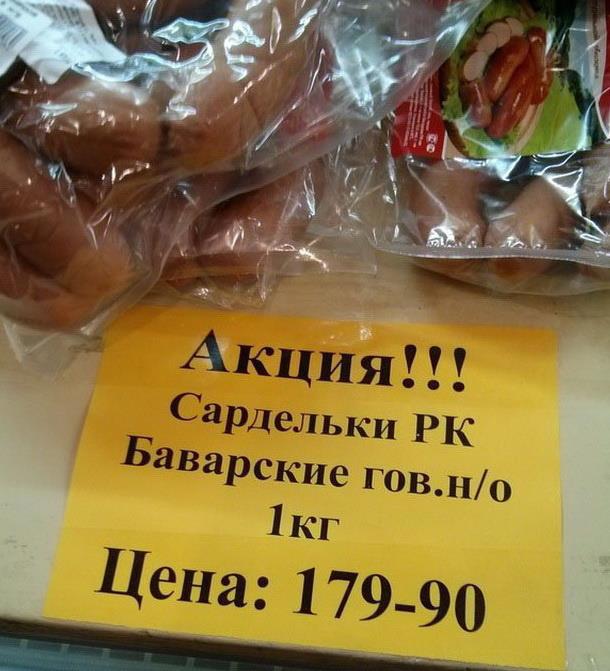 Акция!!!
Сардельки РК
Баварские гов.н/о
1кг
Цена: 179-90